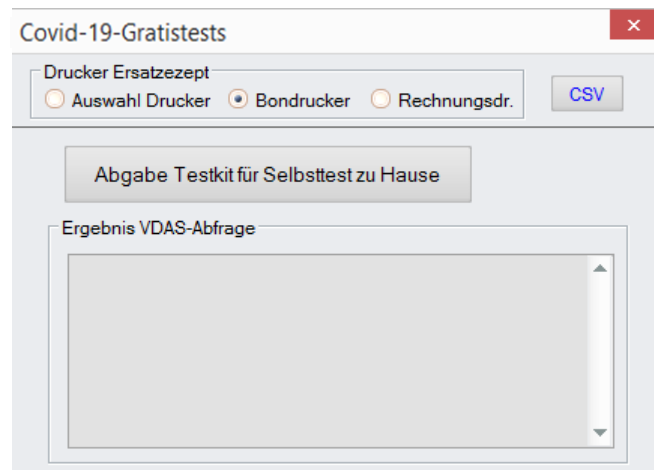 Covid-19-Gratistests
Drucker Ersatzezept
Auswahl Drucker Bondrucker Rechnungsdr. CSV
Abgabe Testkit für Selbsttest zu Hause
Ergebnis VDAS-Abfrage